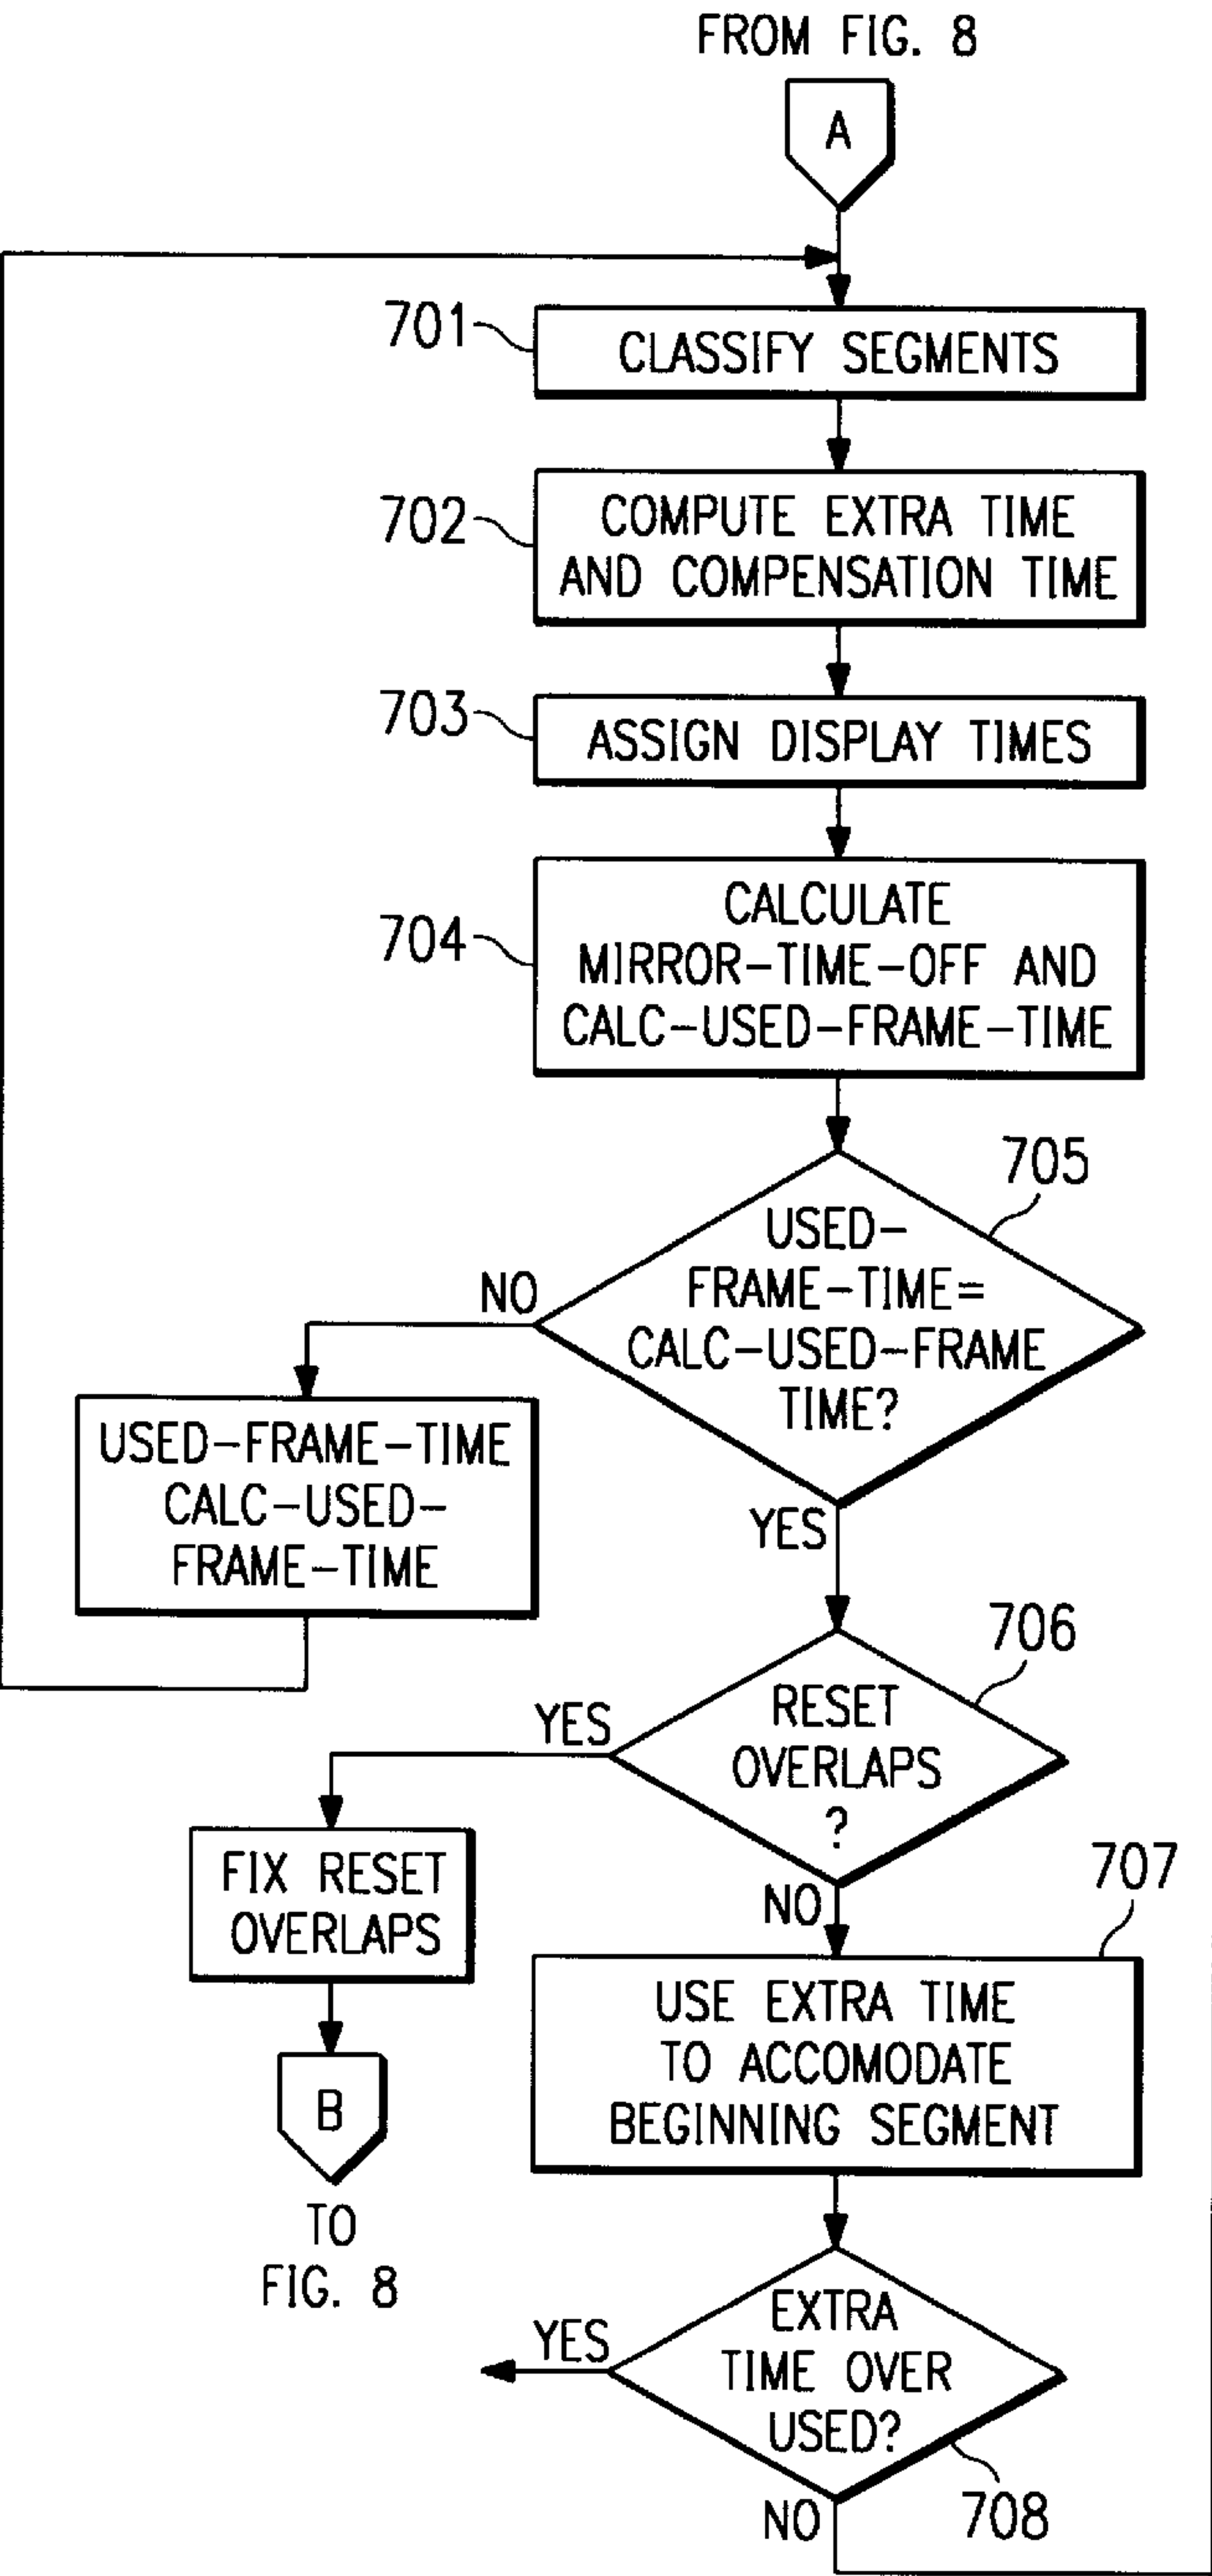 FROM FIG. 8
A
701
CLASSIFY SEGMENTS
702
COMPUTE EXTRA TIME
AND COMPENSATION TIME
703
ASSIGN DISPLAY TIMES
704
CALCULATE
MIRROR-TIME-OFF AND
CALC-USED-FRAME-TIME
705
USED-
FRAME-TIME=
CALC-USED-FRAME
TIME?
NO
USED-FRAME-TIME
CALC-USED-
FRAME-TIME
YES
706
RESET
OVERLAPS
?
YES
FIX RESET
OVERLAPS
B
TO
FIG. 8
NO
707
USE EXTRA TIME
TO ACCOMODATE
BEGINNING SEGMENT
EXTRA
TIME OVER
USED?
YES
708
NO